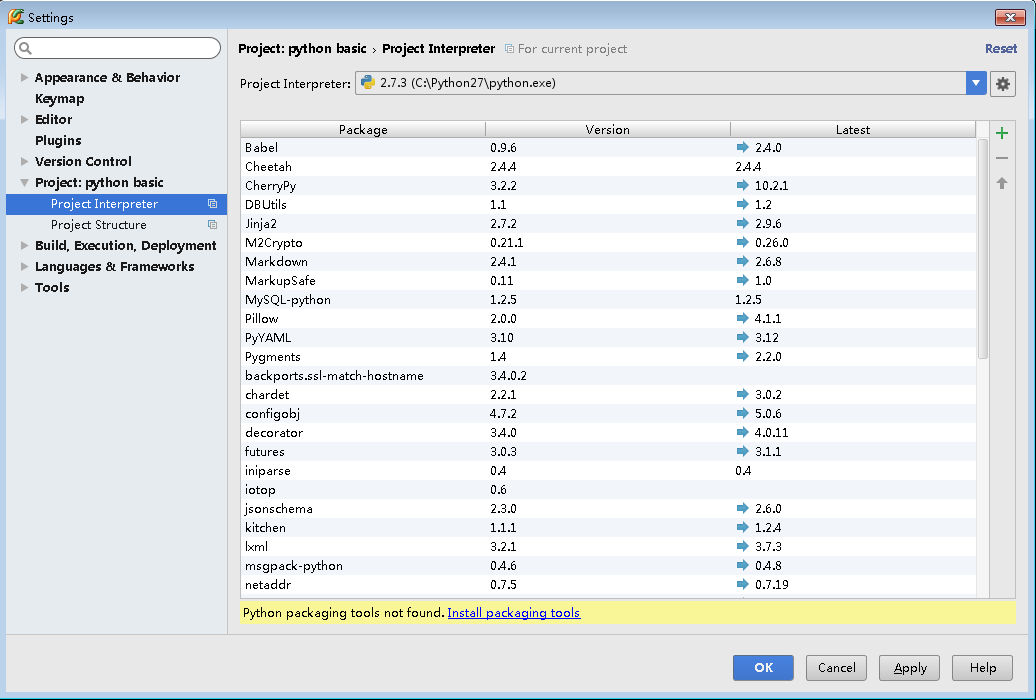 Settings
Project: python basic › Project Interpreter For current project Reset
Appearance & Behavior
Keymap
Editor
Plugins
Version Control
Project: python basic
Project Interpreter
Project Structure
Build, Execution, Deployment
Languages & Frameworks
Tools
Project Interpreter: 2.7.3 (C:\Python27\python.exe)
Package Version Latest
Babel 0.9.6 2.4.0
Cheetah 2.4.4 2.4.4
CherryPy 3.2.2 10.2.1
DBUtils 1.1 1.2
Jinja2 2.7.2 2.9.6
M2Crypto 0.21.1 0.26.0
Markdown 2.4.1 2.6.8
MarkupSafe 0.11 1.0
MySQL-python 1.2.5 1.2.5
Pillow 2.0.0 4.1.1
PyYAML 3.10 3.12
Pygments 1.4 2.2.0
backports.ssl-match-hostname 3.4.0.2
chardet 2.2.1 3.0.2
configobj 4.7.2 5.0.6
decorator 3.4.0 4.0.11
futures 3.0.3 3.1.1
iniparse 0.4 0.4
iotop 0.6
jsonschema 2.3.0 2.6.0
kitchen 1.1.1 1.2.4
lxml 3.2.1 3.7.3
msgpack-python 0.4.6 0.4.8
netaddr 0.7.5 0.7.19
Python packaging tools not found. Install packaging tools
OK Cancel Apply Help